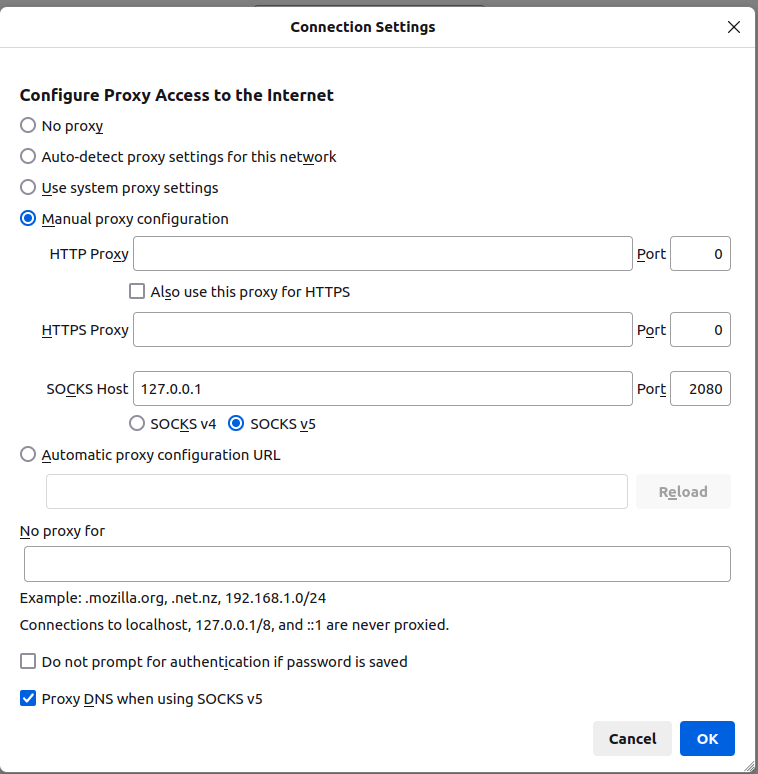 Connection Settings
Configure Proxy Access to the Internet
No proxy
Auto-detect proxy settings for this network
Use system proxy settings
Manual proxy configuration
HTTP Proxy Port 0
Also use this proxy for HTTPS
HTTPS Proxy Port 0
SOCKS Host 127.0.0.1 Port 2080
SOCKS v4 SOCKS v5
Automatic proxy configuration URL
Reload
No proxy for
Example: .mozilla.org, .net.nz, 192.168.1.0/24
Connections to localhost, 127.0.0.1/8, and ::1 are never proxied.
Do not prompt for authentication if password is saved
Proxy DNS when using SOCKS v5
Cancel OK